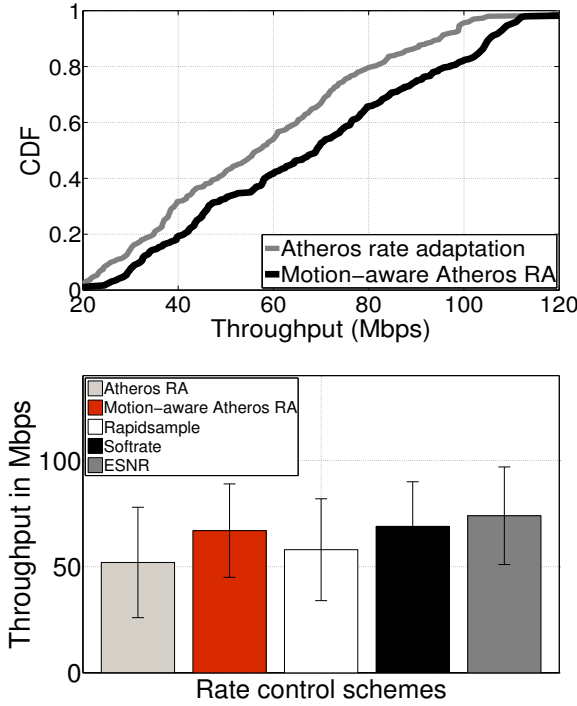 1
0.8
0.6
0.4
0.2
0
CDF
Atheros rate adaptation
Motion-aware Atheros RA
20 40 60 80 100 120
Throughput (Mbps)
Atheros RA
Motion-aware Atheros RA
Rapidsample
Softrate
ESNR
100
50
0
Throughput in Mbps
Rate control schemes